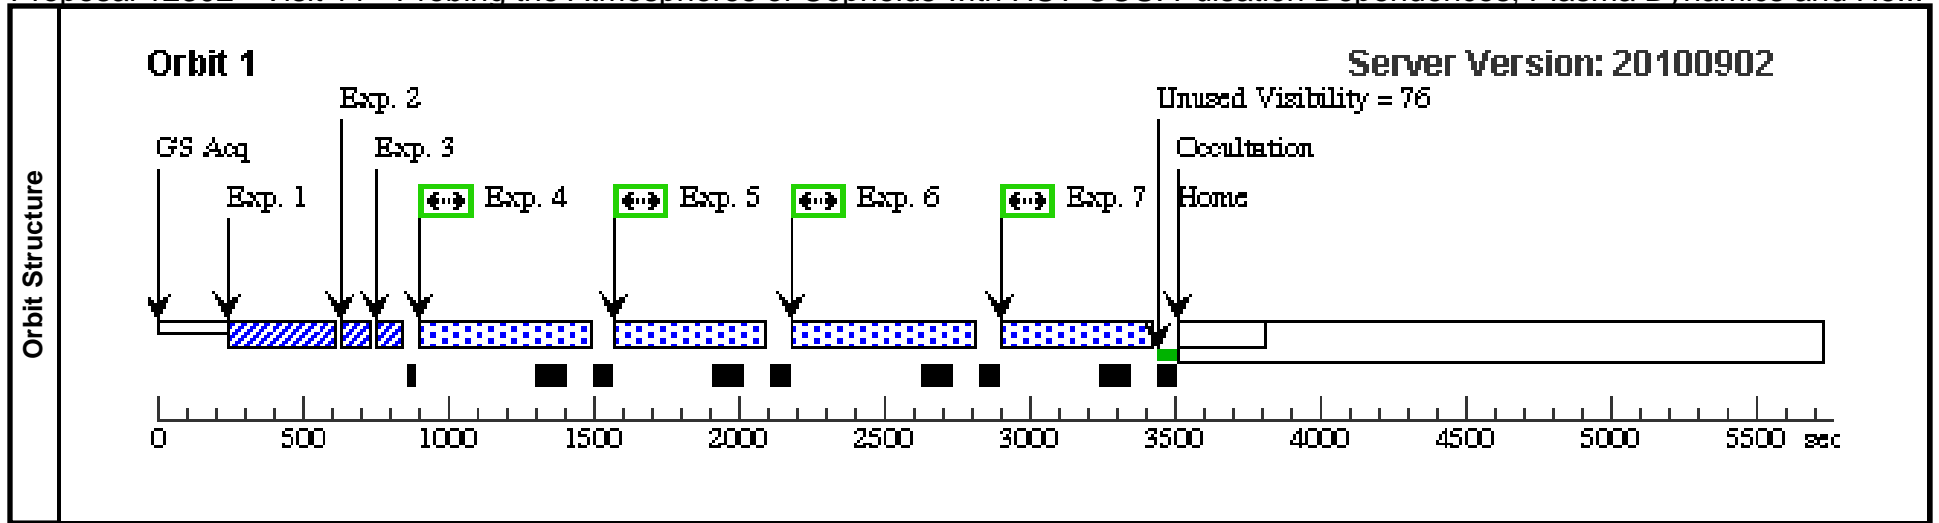 Orbit Structure
Orbit 1
Server Version: 20100902
Exp. 2
Unused Visibility = 76
GS Acq
Exp. 3
Occultation
Exp. 1
Exp. 4
Exp. 5
Exp. 6
Exp. 7
Home
0 500 1000 1500 2000 2500 3000 3500 4000 4500 5000 5500 sec